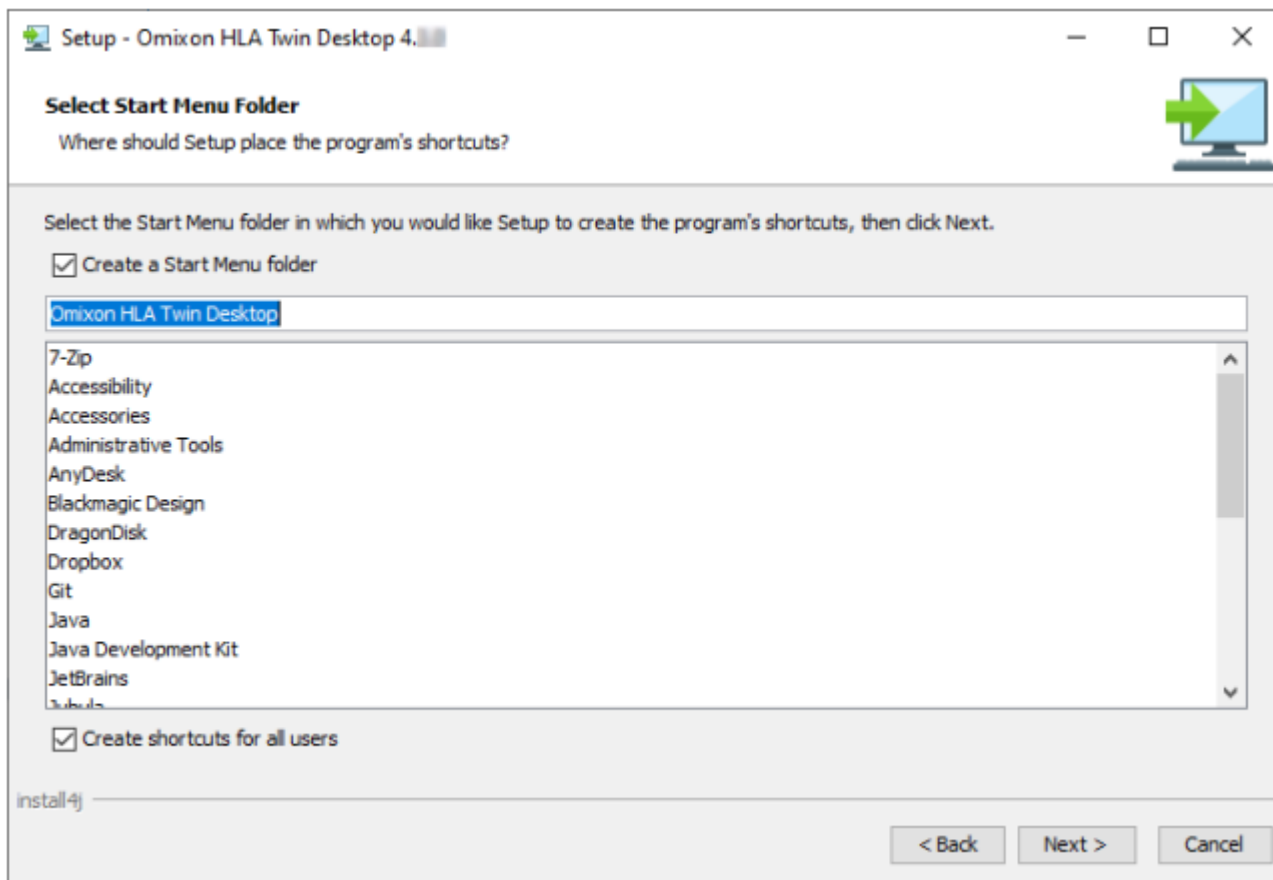 Setup - Omixon HLA Twin Desktop 4.
Select Start Menu Folder
Where should Setup place the program's shortcuts?
Select the Start Menu folder in which you would like Setup to create the program's shortcuts, then click Next.
Create a Start Menu folder
Omixon HLA Twin Desktop
7-Zip
Accessibility
Accessories
Administrative Tools
AnyDesk
Blackmagic Design
DragonDisk
Dropbox
Git
Java
Java Development Kit
JetBrains
Create shortcuts for all users
install4j
< Back Next > Cancel